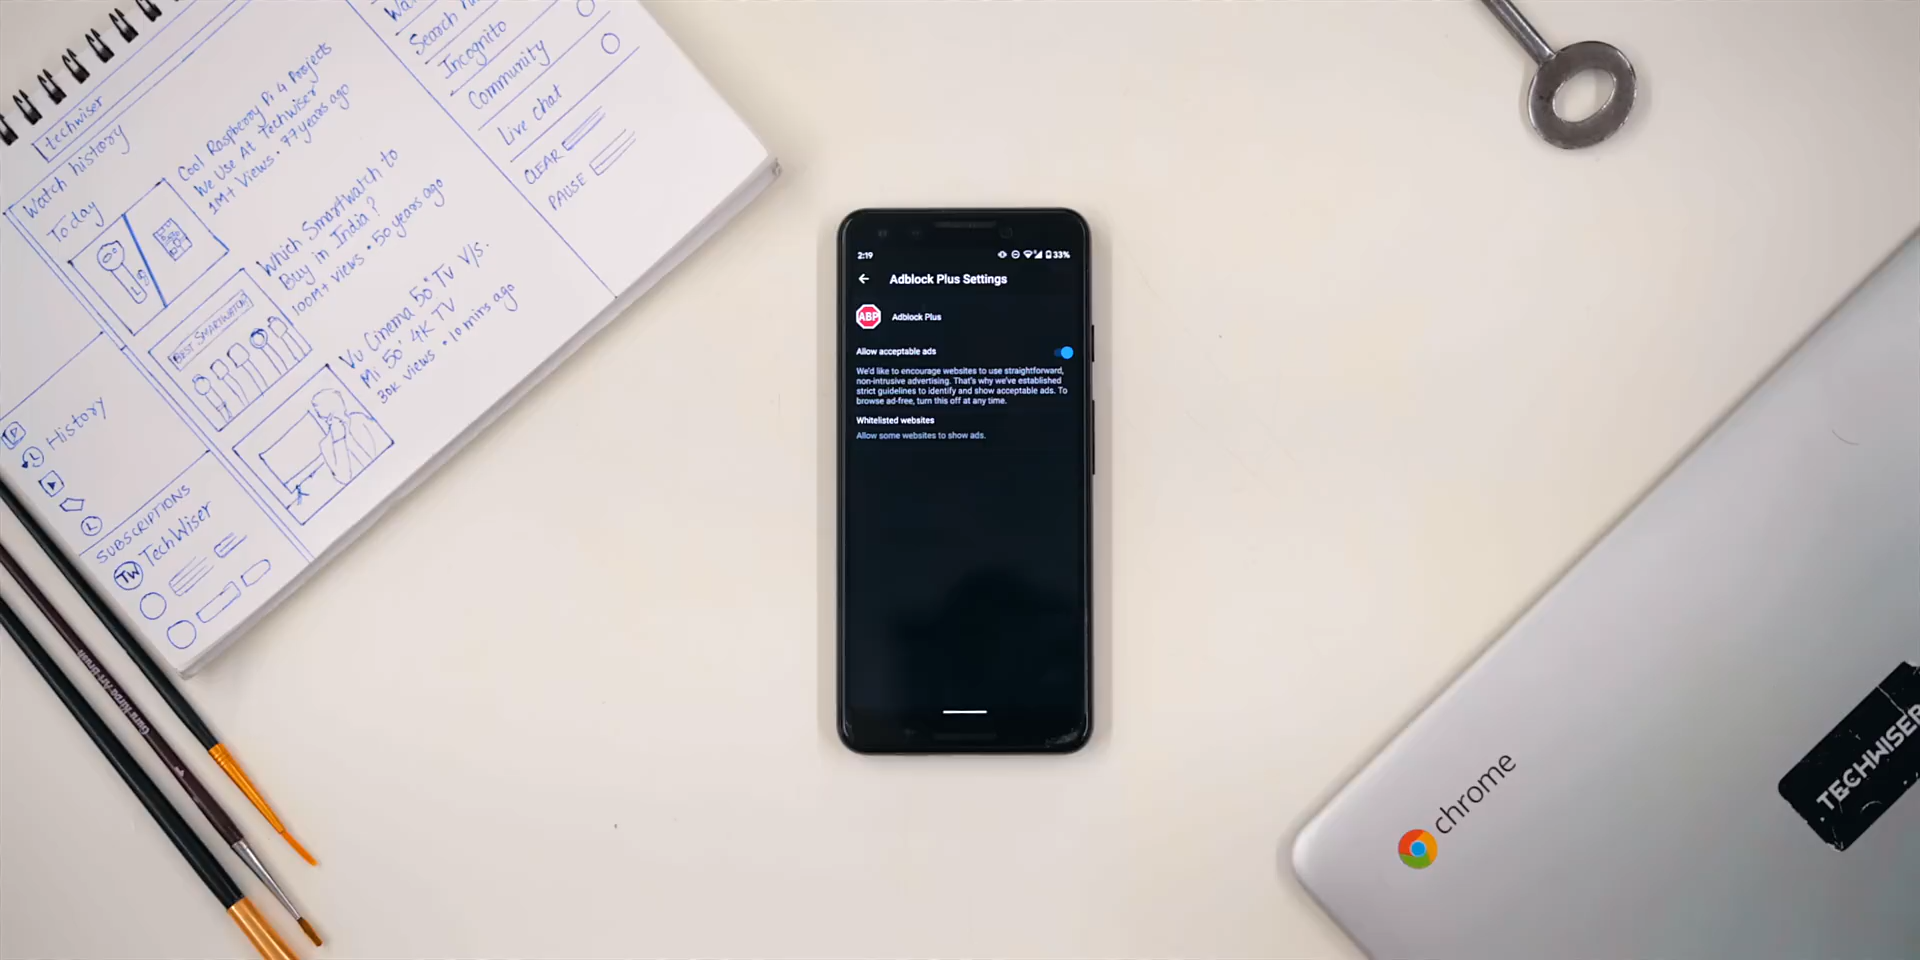 techwiser
Watch history
Today
Cool Raspberry Pi 4 Projects
We Use At Techwiser
1M+ Views • 77 years ago
Which Smartwatch to
Buy in India?
100M+ views • 50 years ago
BEST SMARTWATCH
Vu Cinema 50" TV V/s.
Mi 50' 4K TV
30K views • 10 mins ago
History
SUBSCRIPTIONS
TW
TechWiser
Search
Incognito
Community
Live chat
CLEAR
PAUSE
2:19
33%
Adblock Plus Settings
ABP
Adblock Plus
Allow acceptable ads
We'd like to encourage websites to use straightforward,
non-intrusive advertising. That's why we've established
strict guidelines to identify and show acceptable ads. To
browse ad-free, turn this off at any time.
Whitelisted websites
Allow some websites to show ads.
chrome
TECHWISER